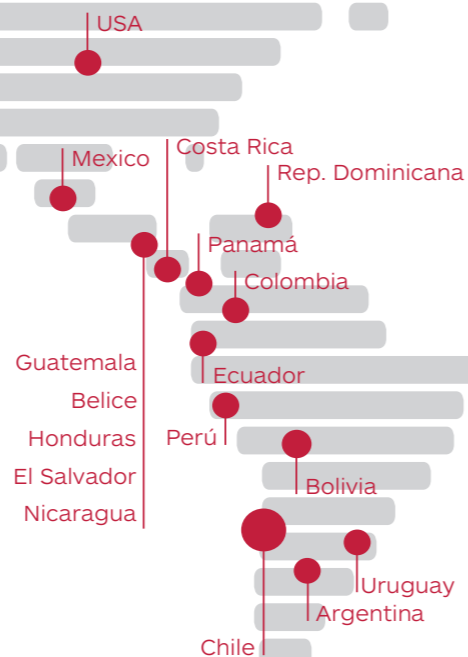 USA
Costa Rica
Mexico
Rep. Dominicana
Panamá
Colombia
Guatemala
Ecuador
Belice
Honduras
Perú
El Salvador
Bolivia
Nicaragua
Uruguay
Argentina
Chile